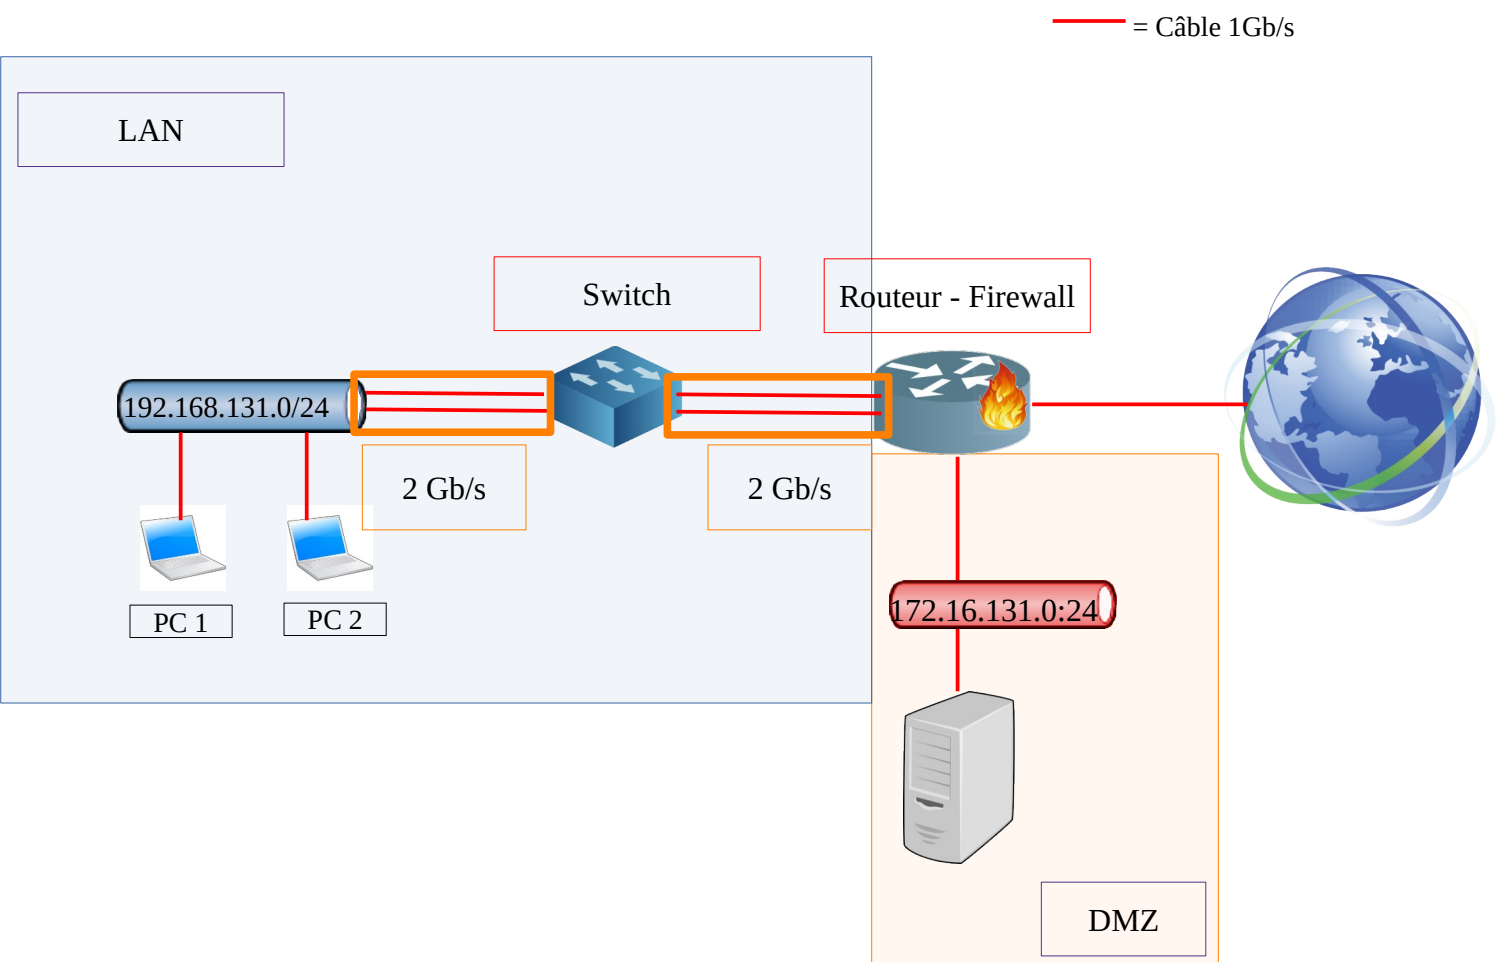 = Câble 1Gb/s
LAN
Switch
Routeur - Firewall
192.168.131.0/24
2 Gb/s
2 Gb/s
PC 1
PC 2
172.16.131.0:24
DMZ